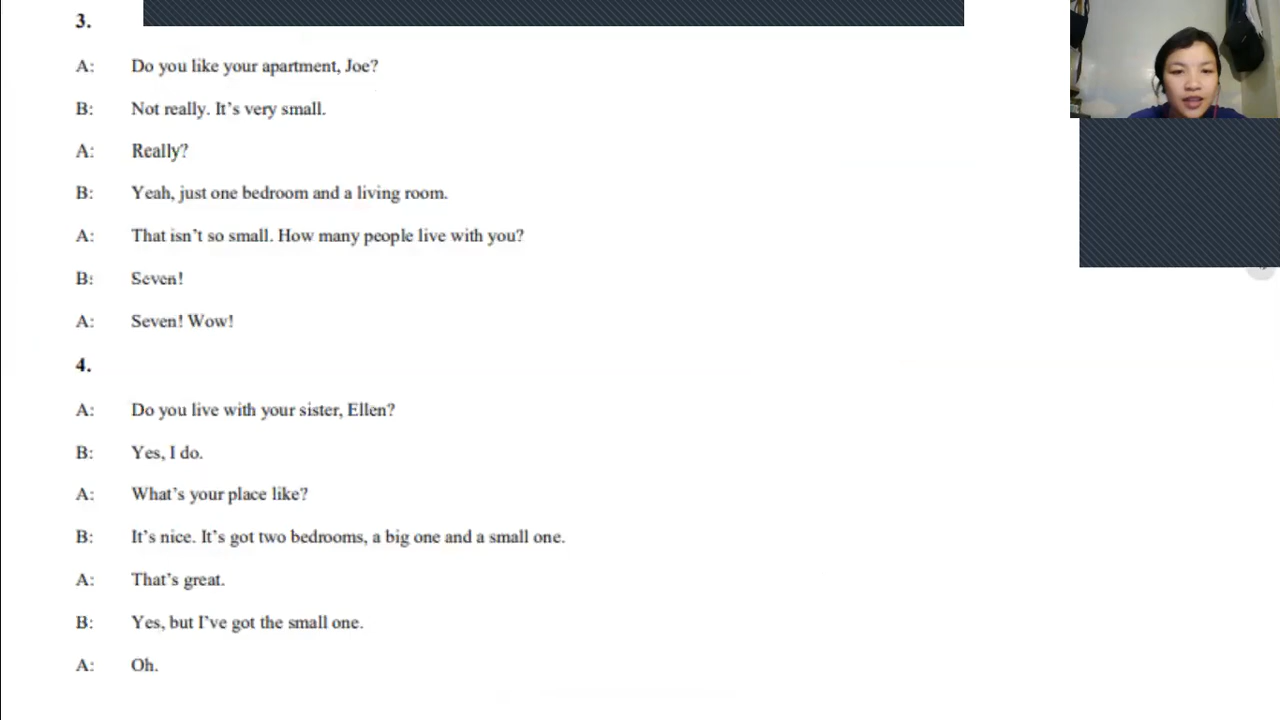 3.
A: Do you like your apartment, Joe?
B: Not really. It's very small.
A: Really?
B: Yeah, just one bedroom and a living room.
A: That isn't so small. How many people live with you?
B: Seven!
A: Seven! Wow!
4.
A: Do you live with your sister, Ellen?
B: Yes, I do.
A: What's your place like?
B: It's nice. It's got two bedrooms, a big one and a small one.
A: That's great.
B: Yes, but I've got the small one.
A: Oh.